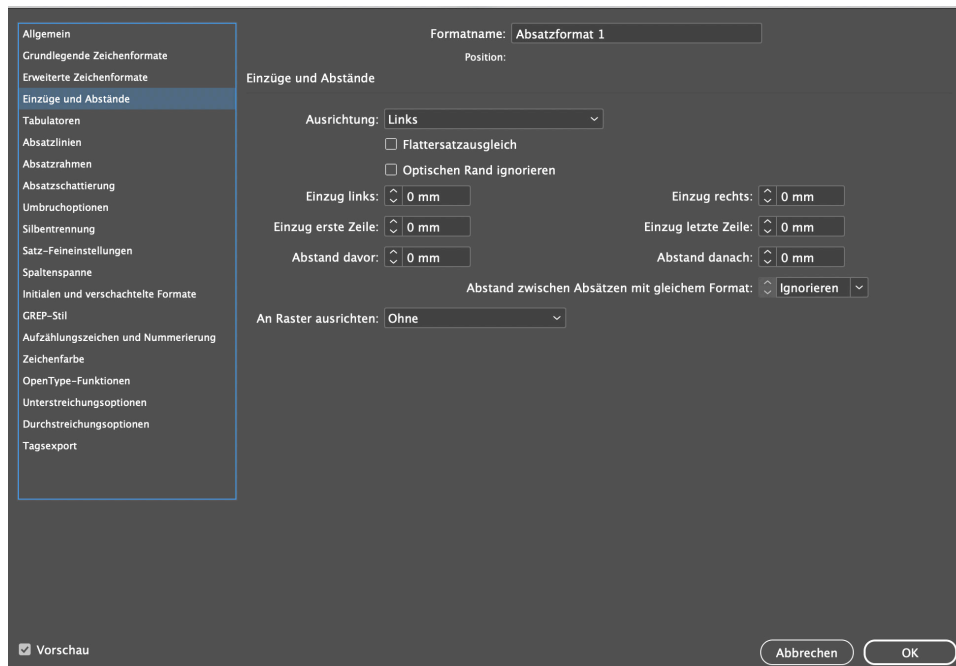 Allgemein
Grundlegende Zeichenformate
Erweiterte Zeichenformate
Einzüge und Abstände
Tabulatoren
Absatzlinien
Absatzrahmen
Absatzschattierung
Umbruchoptionen
Silbentrennung
Satz-Feineinstellungen
Spaltenspanne
Initialen und verschachtelte Formate
GREP-Stil
Aufzählungszeichen und Nummerierung
Zeichenfarbe
OpenType-Funktionen
Unterstreichungsoptionen
Durchstreichungsoptionen
Tagsexport
Formatname: Absatzformat 1
Position:
Einzüge und Abstände
Ausrichtung: Links
Flattersatzausgleich
Optischen Rand ignorieren
Einzug links: 0 mm Einzug rechts: 0 mm
Einzug erste Zeile: 0 mm Einzug letzte Zeile: 0 mm
Abstand davor: 0 mm Abstand danach: 0 mm
Abstand zwischen Absätzen mit gleichem Format: Ignorieren
An Raster ausrichten: Ohne
Vorschau
Abbrechen OK